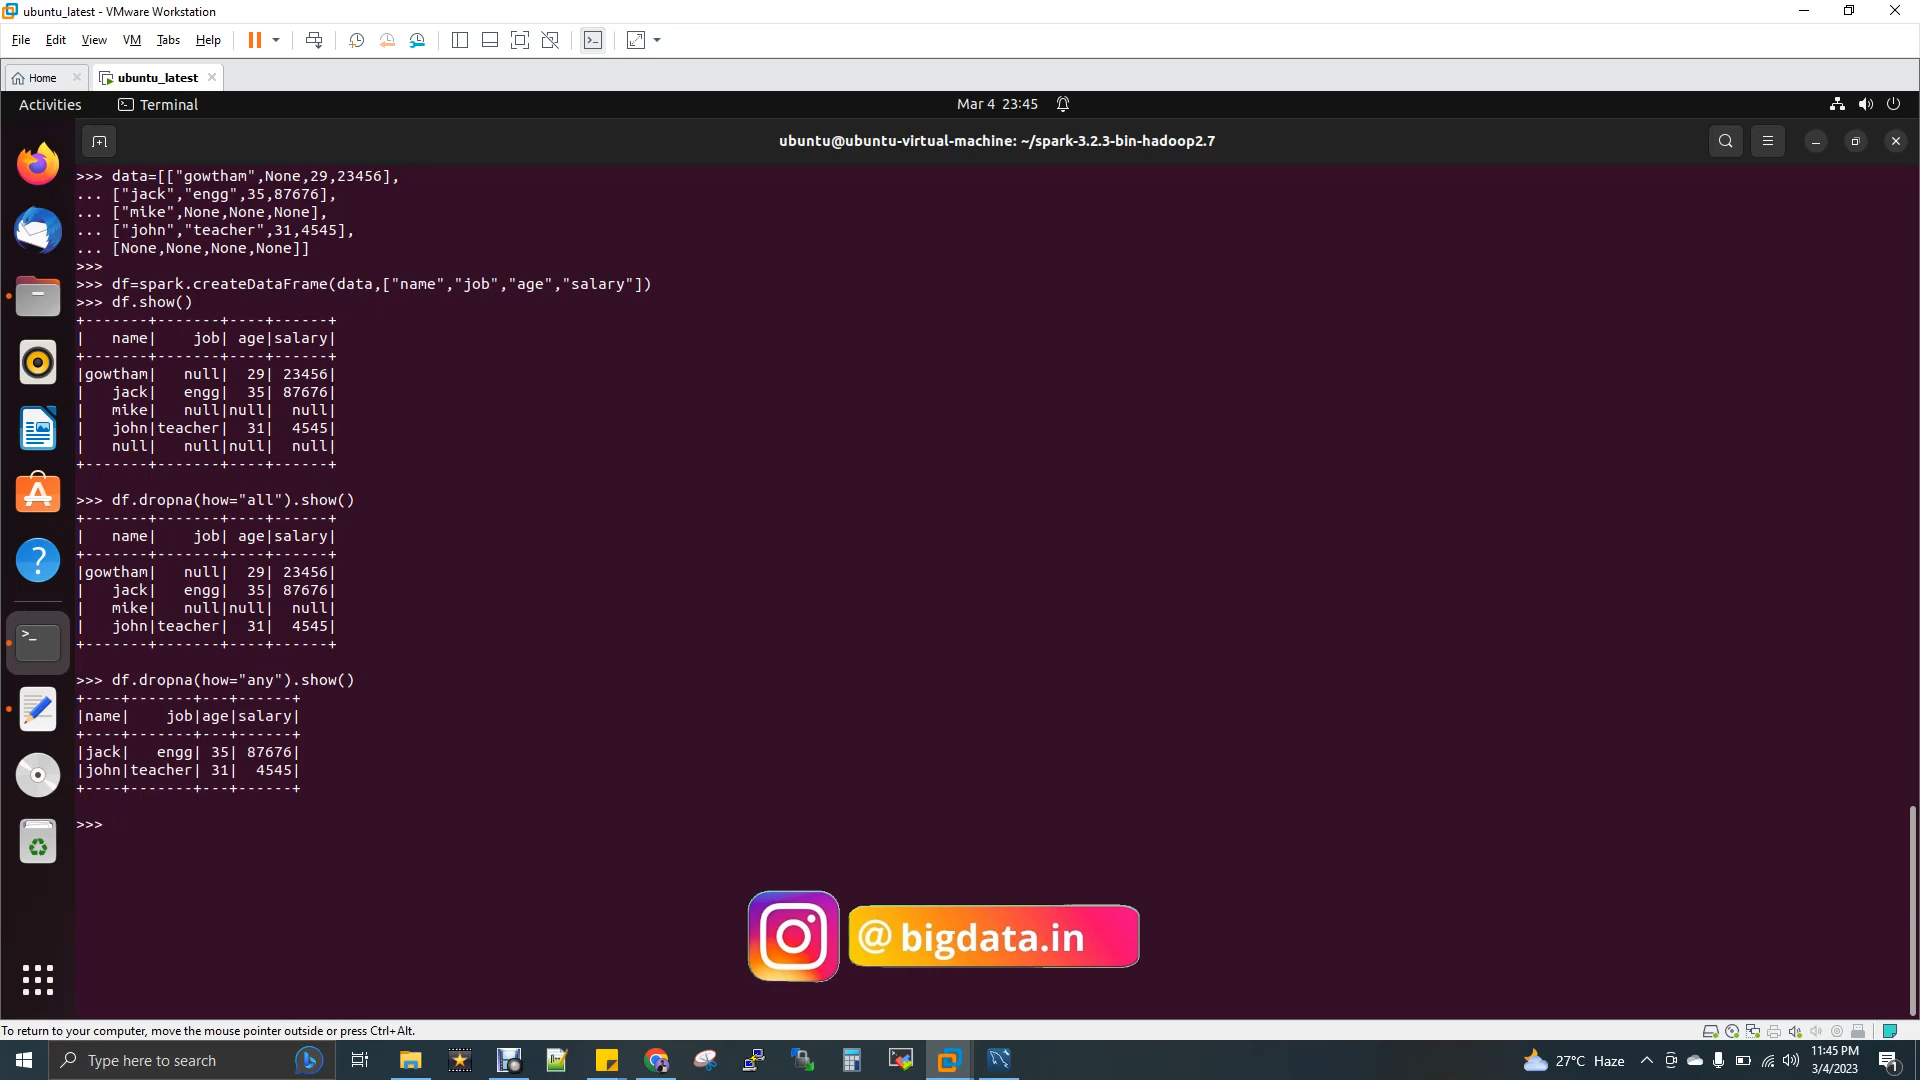 ubuntu_latest - VMware Workstation
File Edit View VM Tabs Help
Home ubuntu_latest
Activities Terminal Mar 4 23:45
ubuntu@ubuntu-virtual-machine: ~/spark-3.2.3-bin-hadoop2.7
>>> data=[["gowtham",None,29,23456],
... ["jack","engg",35,87676],
... ["mike",None,None,None],
... ["john","teacher",31,4545],
... [None,None,None,None]]
>>>
>>> df=spark.createDataFrame(data,["name","job","age","salary"])
>>> df.show()
+-------+-------+----+------+
|   name|    job| age|salary|
+-------+-------+----+------+
|gowtham|   null|  29| 23456|
|   jack|   engg|  35| 87676|
|   mike|   null|null|  null|
|   john|teacher|  31|  4545|
|   null|   null|null|  null|
+-------+-------+----+------+
>>> df.dropna(how="all").show()
+-------+-------+----+------+
|   name|    job| age|salary|
+-------+-------+----+------+
|gowtham|   null|  29| 23456|
|   jack|   engg|  35| 87676|
|   mike|   null|null|  null|
|   john|teacher|  31|  4545|
+-------+-------+----+------+
>>> df.dropna(how="any").show()
+----+-------+---+------+
|name|    job|age|salary|
+----+-------+---+------+
|jack|   engg| 35| 87676|
|john|teacher| 31|  4545|
+----+-------+---+------+
>>>
@ bigdata.in
To return to your computer, move the mouse pointer outside or press Ctrl+Alt.
Type here to search
27°C Haze
11:45 PM
3/4/2023
1